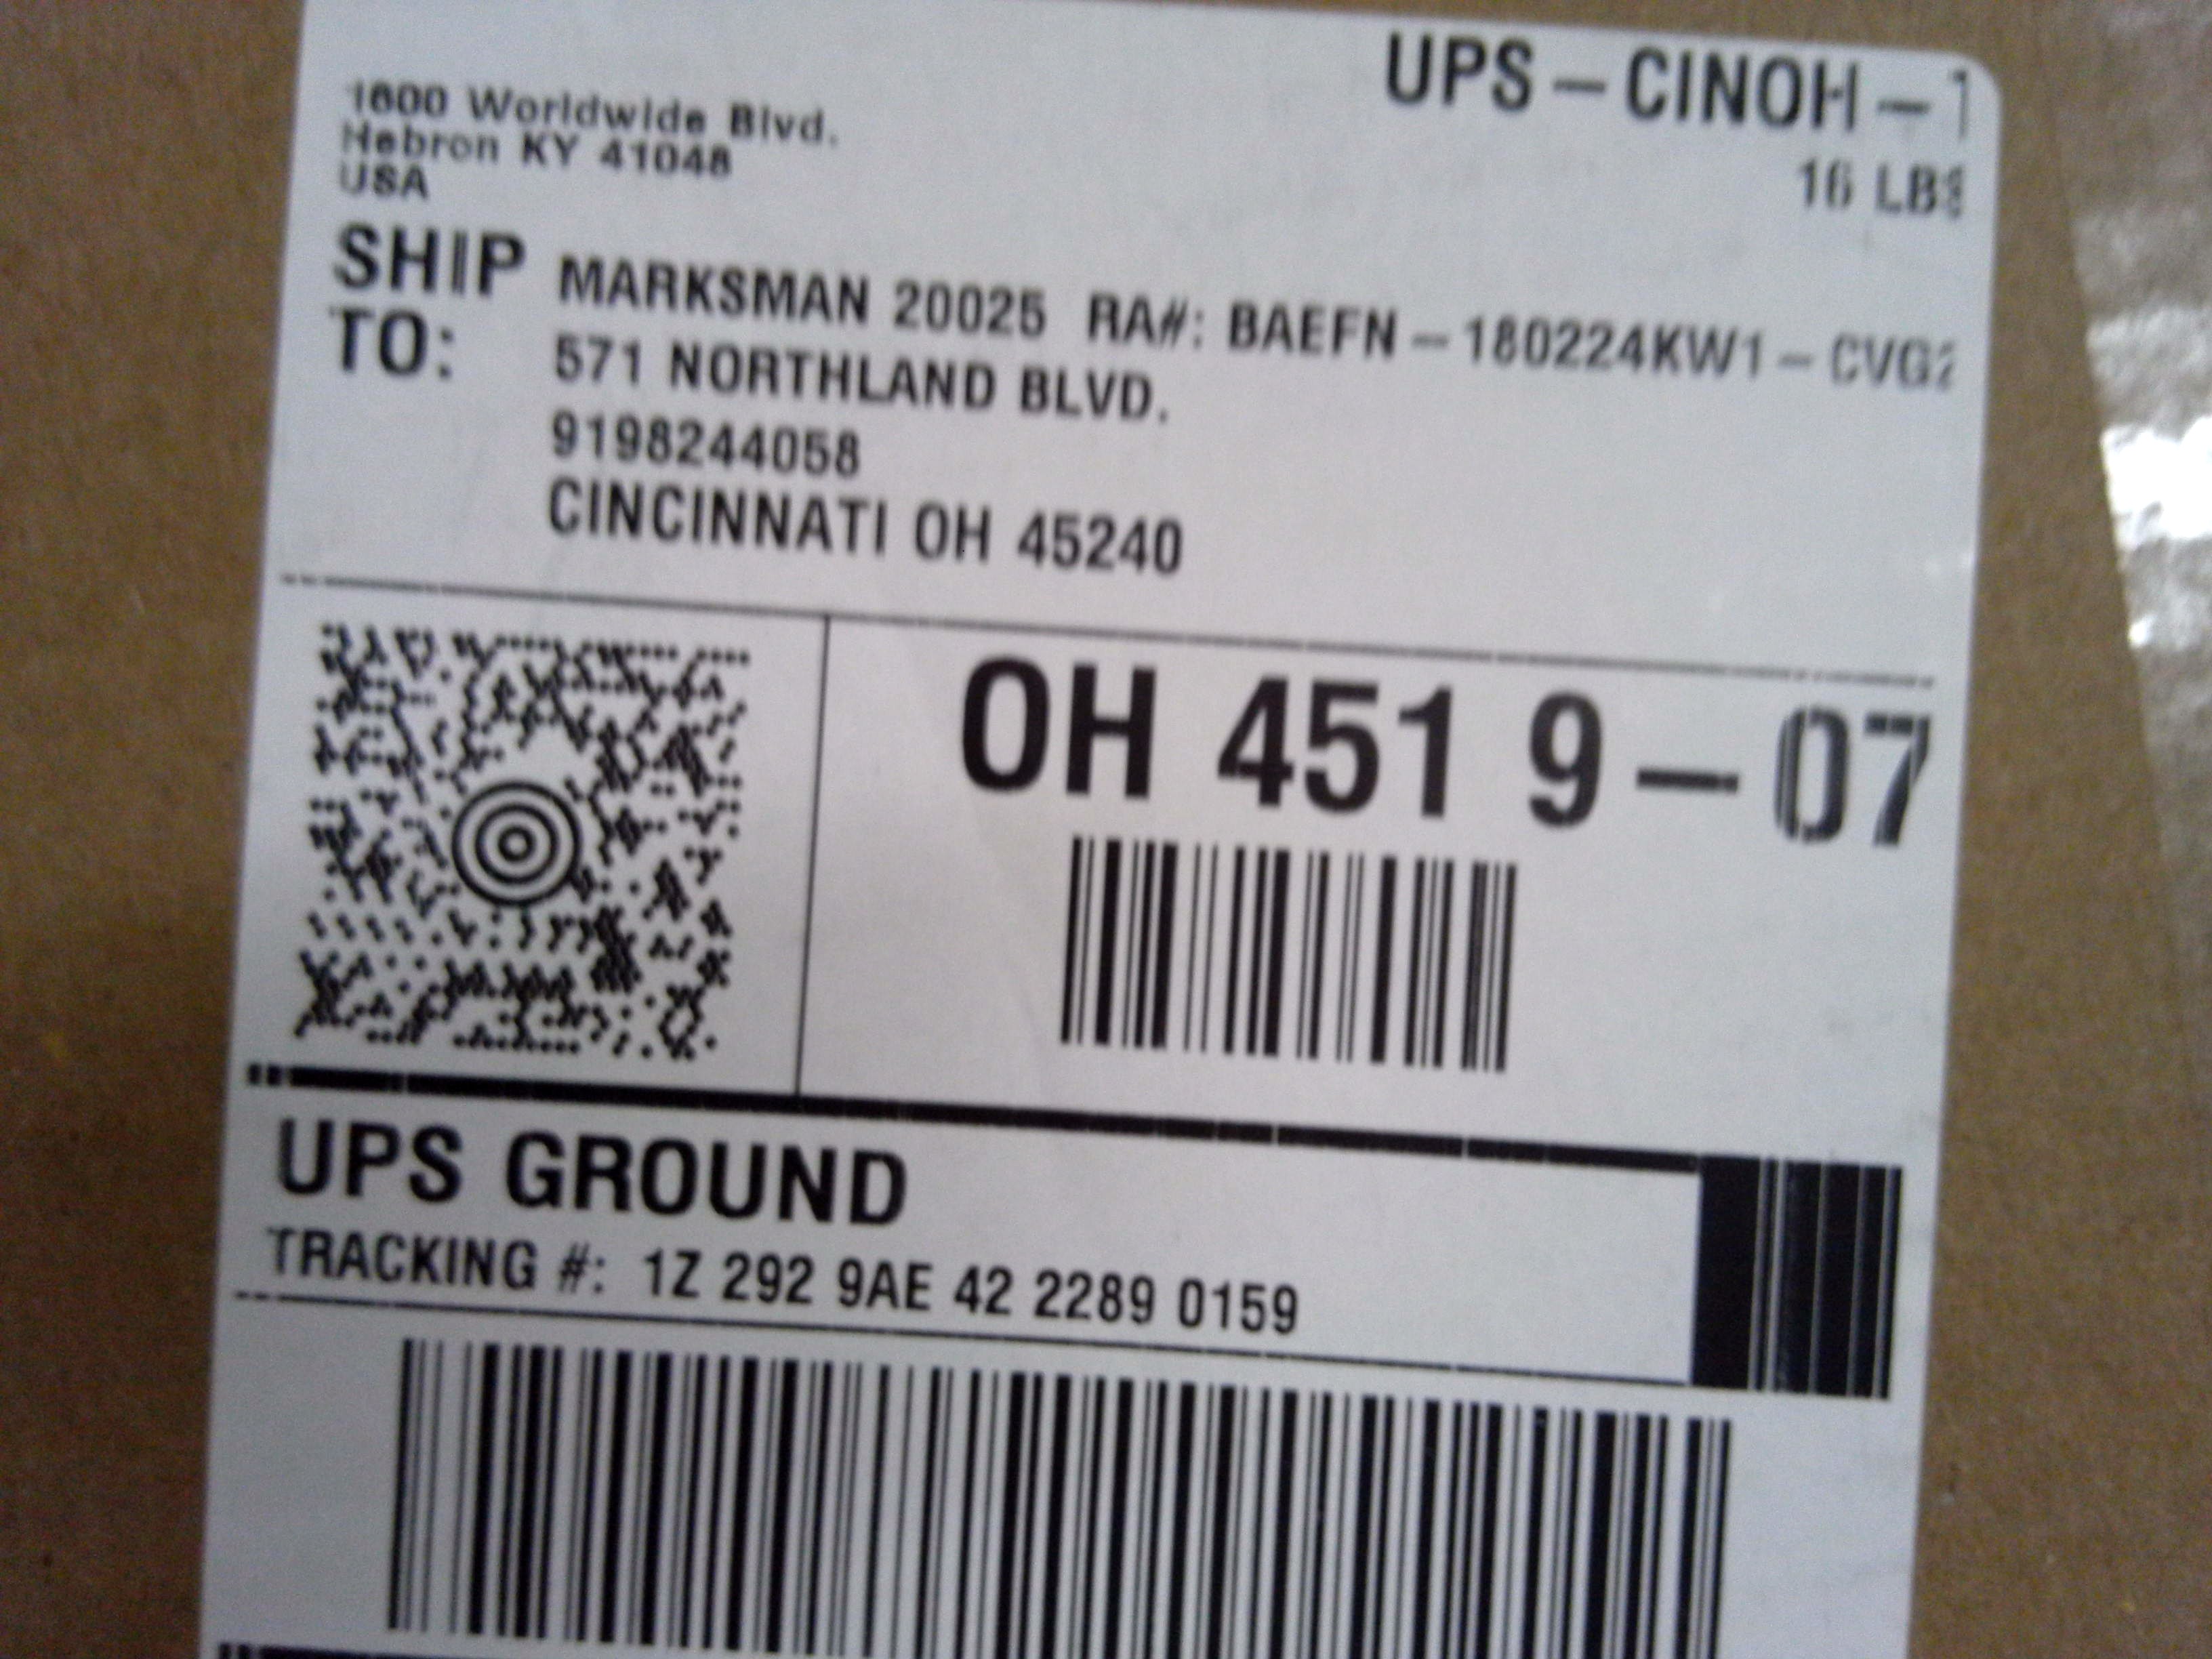 UPS – CINOH – 1
16 LBS
1600 Worldwide Blvd.
Hebron KY 41048
USA
SHIP TO:
MARKSMAN 20025 RA#: BAEFN – 180224KW1 – CVG2
571 NORTHLAND BLVD.
9198244058
CINCINNATI OH 45240
OH 451 9 – 07
UPS GROUND
TRACKING #: 1Z 292 9AE 42 2289 0159